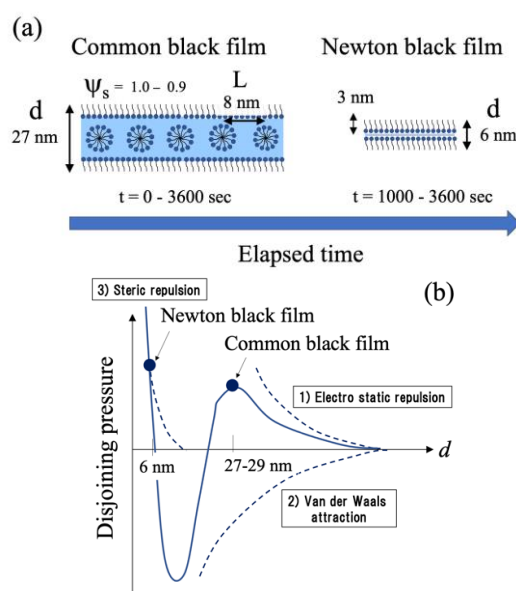 (a)
Common black film
Newton black film
Ψs = 1.0 – 0.9
L
8 nm
d
27 nm
3 nm
d
6 nm
t = 0 - 3600 sec
t = 1000 - 3600 sec
Elapsed time
(b)
3) Steric repulsion
Newton black film
Common black film
1) Electro static repulsion
Disjoining pressure
6 nm
27-29 nm
d
2) Van der Waals
attraction